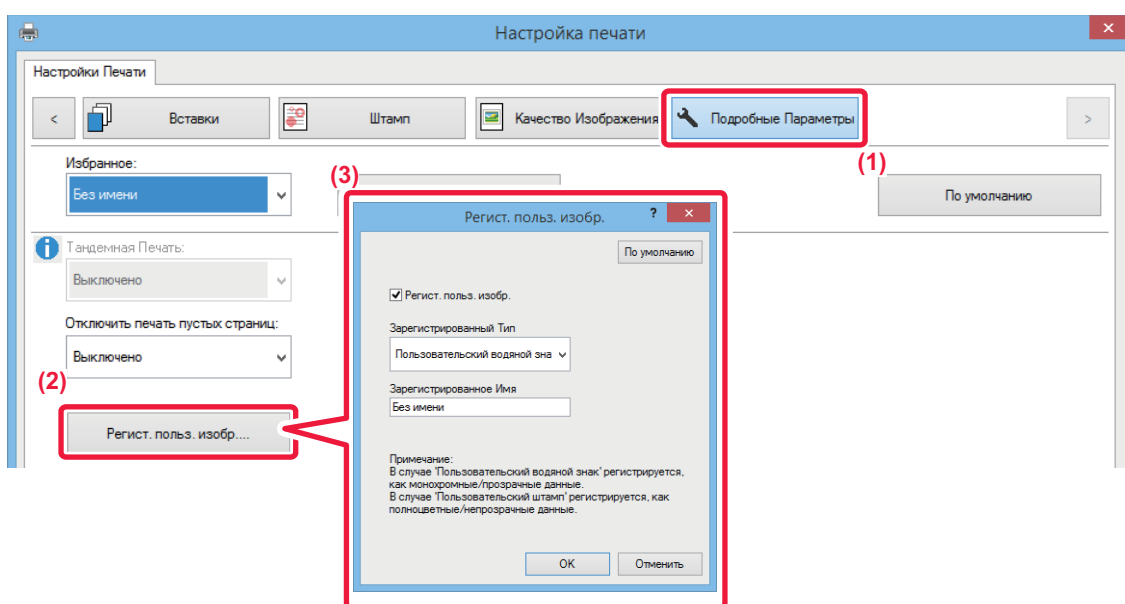 Настройка печати
Настройки Печати
< Вставки Штамп Качество Изображения Подробные Параметры >
(1)
Избранное:
Без имени
По умолчанию
(3)
Тандемная Печать:
Выключено
Отключить печать пустых страниц:
Выключено
(2)
Регист. польз. изобр....
Регист. польз. изобр. ?
По умолчанию
Регист. польз. изобр.
Зарегистрированный Тип
Пользовательский водяной зна
Зарегистрированное Имя
Без имени
Примечание:
В случае 'Пользовательский водяной знак' регистрируется,
как монохромные/прозрачные данные.
В случае 'Пользовательский штамп' регистрируется, как
полноцветные/непрозрачные данные.
OK Отменить